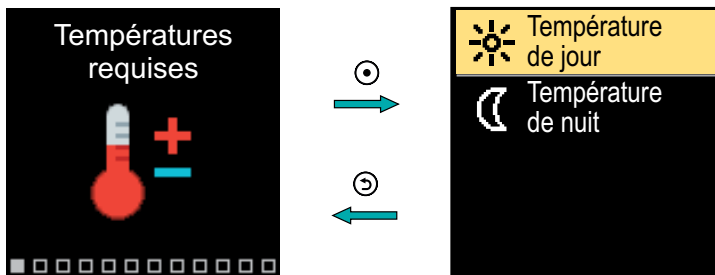 Températures
requises
Température
de jour
Température
de nuit